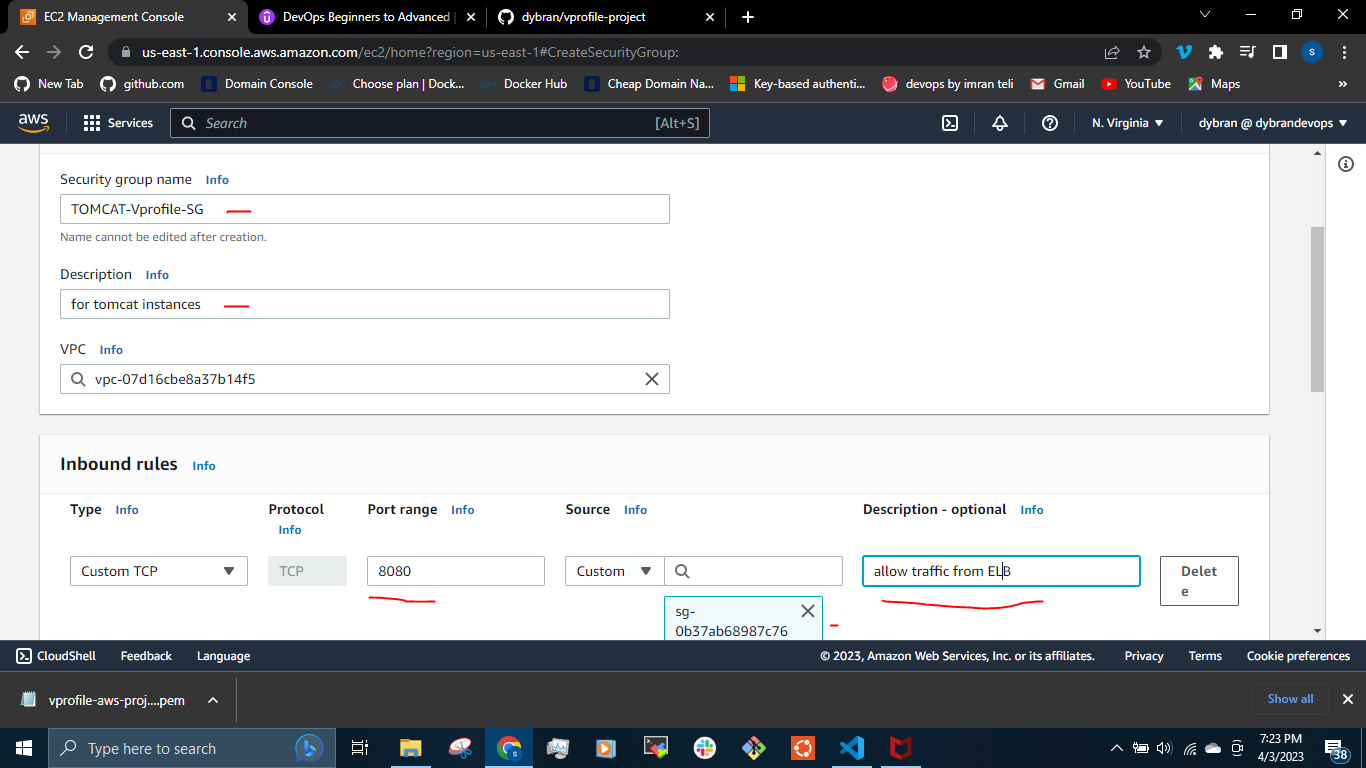 EC2 Management Console
DevOps Beginners to Advanced |
dybran/vprofile-project
us-east-1.console.aws.amazon.com/ec2/home?region=us-east-1#CreateSecurityGroup:
S
New Tab
github.com
Domain Console
Choose plan | Dock...
Docker Hub
Cheap Domain Na...
Key-based authenti...
devops by imran teli
Gmail
YouTube
Maps
»
aws
Services
Search
[Alt+S]
N. Virginia
dybran @ dybrandevops
Security group name Info
TOMCAT-Vprofile-SG
Name cannot be edited after creation.
Description Info
for tomcat instances
VPC Info
vpc-07d16cbe8a37b14f5
Inbound rules Info
Type Info
Protocol
Info
Port range Info
Source Info
Description - optional Info
Custom TCP
TCP
8080
Custom
allow traffic from ELB
Delet
e
sg-
0b37ab68987c76
CloudShell
Feedback
Language
© 2023, Amazon Web Services, Inc. or its affiliates.
Privacy
Terms
Cookie preferences
vprofile-aws-proj....pem
Show all
Type here to search
7:23 PM
4/3/2023
38